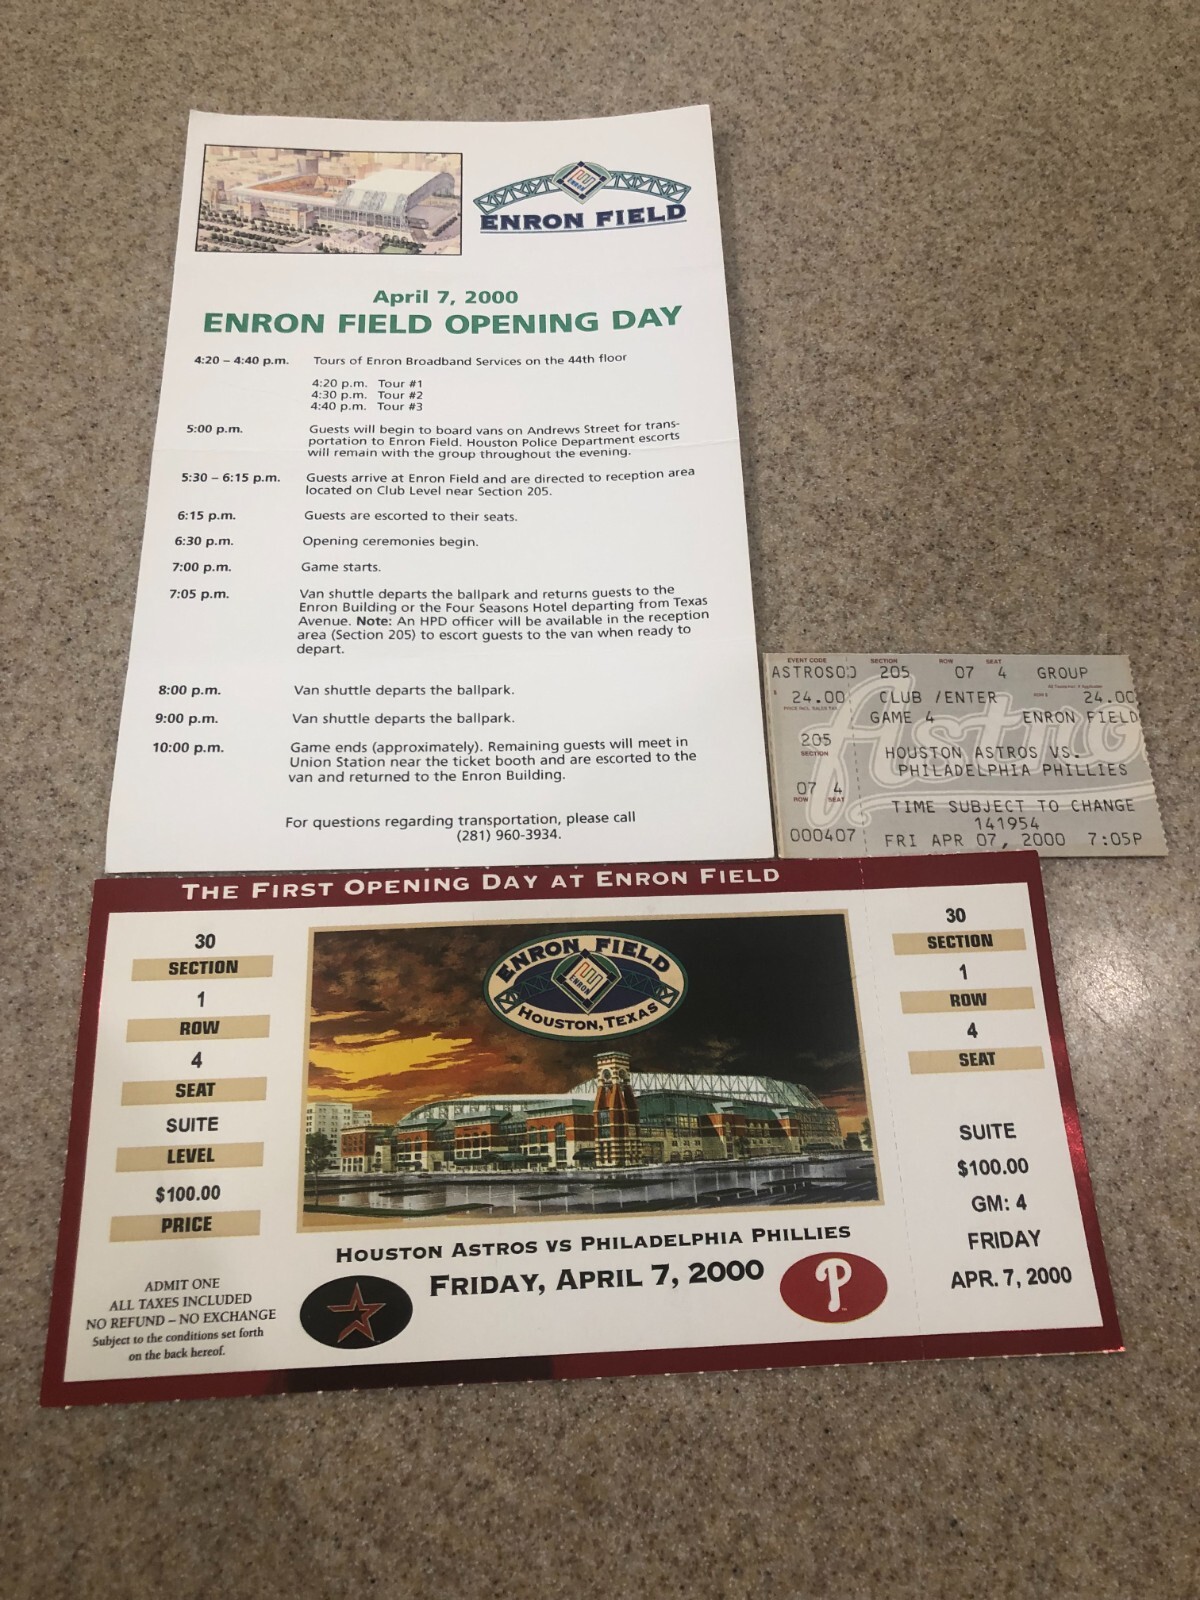 ENRON
ENRON FIELD
April 7, 2000
ENRON FIELD OPENING DAY
4:20 – 4:40 p.m. Tours of Enron Broadband Services on the 44th floor
4:20 p.m. Tour #1
4:30 p.m. Tour #2
4:40 p.m. Tour #3
5:00 p.m. Guests will begin to board vans on Andrews Street for trans-
portation to Enron Field. Houston Police Department escorts
will remain with the group throughout the evening.
5:30 – 6:15 p.m. Guests arrive at Enron Field and are directed to reception area
located on Club Level near Section 205.
6:15 p.m. Guests are escorted to their seats.
6:30 p.m. Opening ceremonies begin.
7:00 p.m. Game starts.
7:05 p.m. Van shuttle departs the ballpark and returns guests to the
Enron Building or the Four Seasons Hotel departing from Texas
Avenue. Note: An HPD officer will be available in the reception
area (Section 205) to escort guests to the van when ready to
depart.
8:00 p.m. Van shuttle departs the ballpark.
9:00 p.m. Van shuttle departs the ballpark.
10:00 p.m. Game ends (approximately). Remaining guests will meet in
Union Station near the ticket booth and are escorted to the
van and returned to the Enron Building.
For questions regarding transportation, please call
(281) 960-3934.
EVENT CODE SECTION ROW SEAT
205 07 4 GROUP
24.00 CLUB /ENTER 24.00
GAME 4 ENRON FIELD
205
SECTION
HOUSTON ASTROS VS.
PHILADELPHIA PHILLIES
07 4
ROW SEAT
TIME SUBJECT TO CHANGE
141954
000407 FRI APR 07, 2000 7:05P
Astro
THE FIRST OPENING DAY AT ENRON FIELD
30
SECTION
1
ROW
4
SEAT
SUITE
LEVEL
$100.00
PRICE
ADMIT ONE
ALL TAXES INCLUDED
NO REFUND – NO EXCHANGE
Subject to the conditions set forth
on the back hereof.
ENRON FIELD
ENRON
HOUSTON, TEXAS
HOUSTON ASTROS VS PHILADELPHIA PHILLIES
FRIDAY, APRIL 7, 2000
P
30
SECTION
1
ROW
4
SEAT
SUITE
$100.00
GM: 4
FRIDAY
APR. 7, 2000